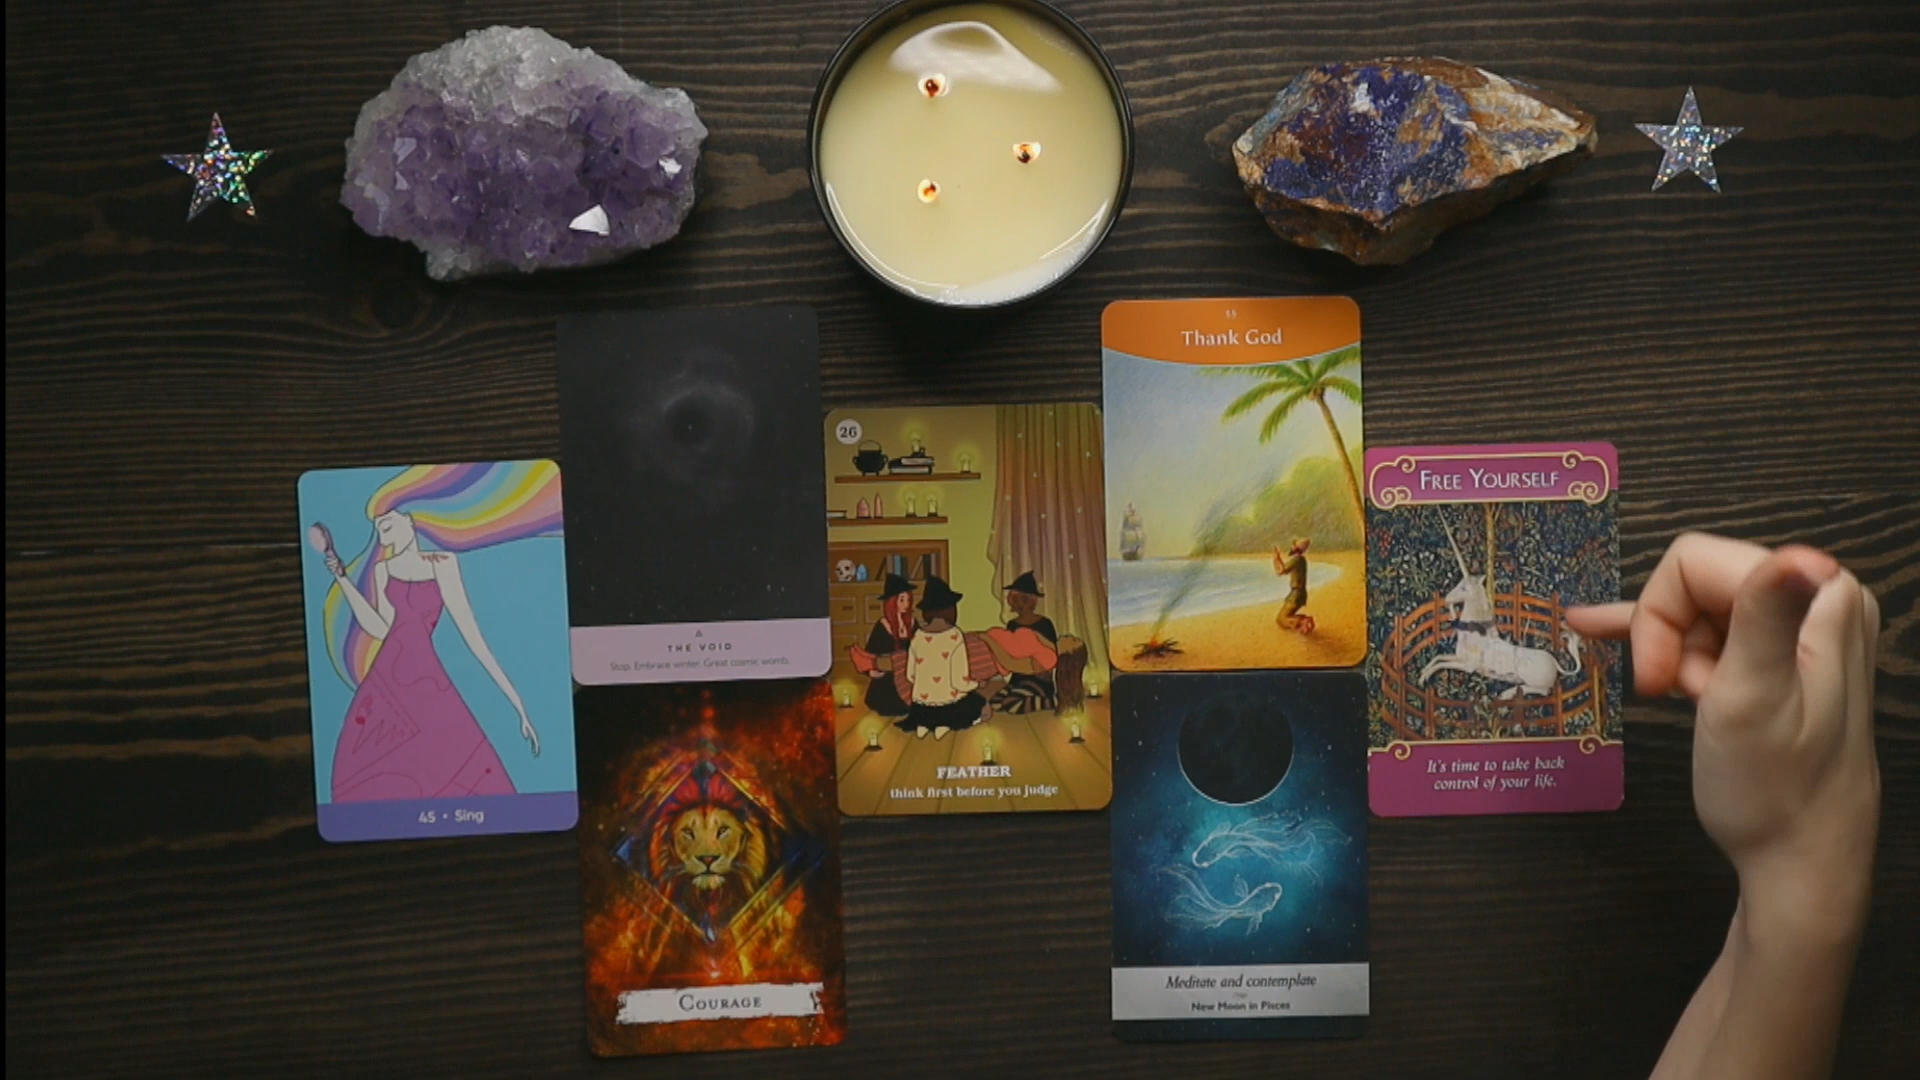 45 • Sing
THE VOID
Stop. Embrace winter. Great cosmic womb.
COURAGE
26
FEATHER
think first before you judge
Thank God
Meditate and contemplate
New Moon in Pisces
FREE YOURSELF
It's time to take back
control of your life.